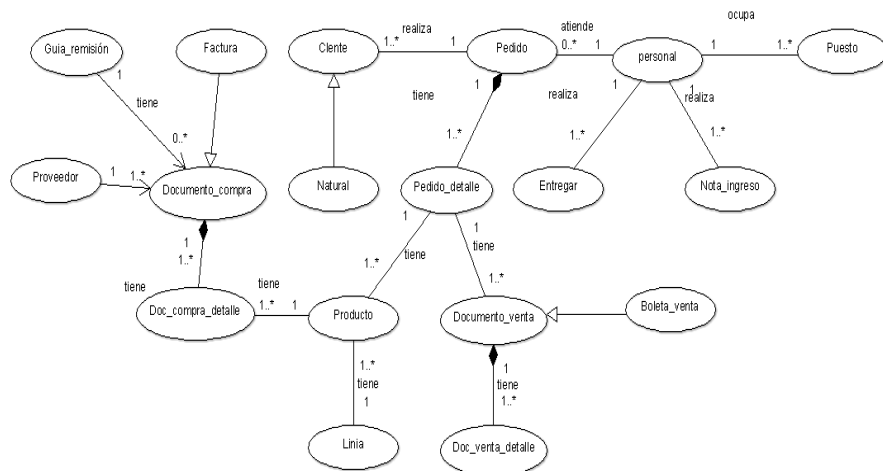 ocupa
realiza
atiende
Guia_remisión
Factura
Clente
1..*
1
Pedido
0..*
1
personal
1
1..*
Puesto
1
tiene
0..*
tiene
1
1..*
realiza
1
1..*
1
realiza
1..*
Proveedor
1
1..*
Documento_compra
Natural
Pedido_detalle
Entregar
Nota_ingreso
1
1..*
tiene
1
tiene
1..*
1
tiene
1..*
tiene
Doc_compra_detalle
1..*
1
Producto
Documento_venta
Boleta_venta
1..*
tiene
1
1
tiene
1..*
Linia
Doc_venta_detalle